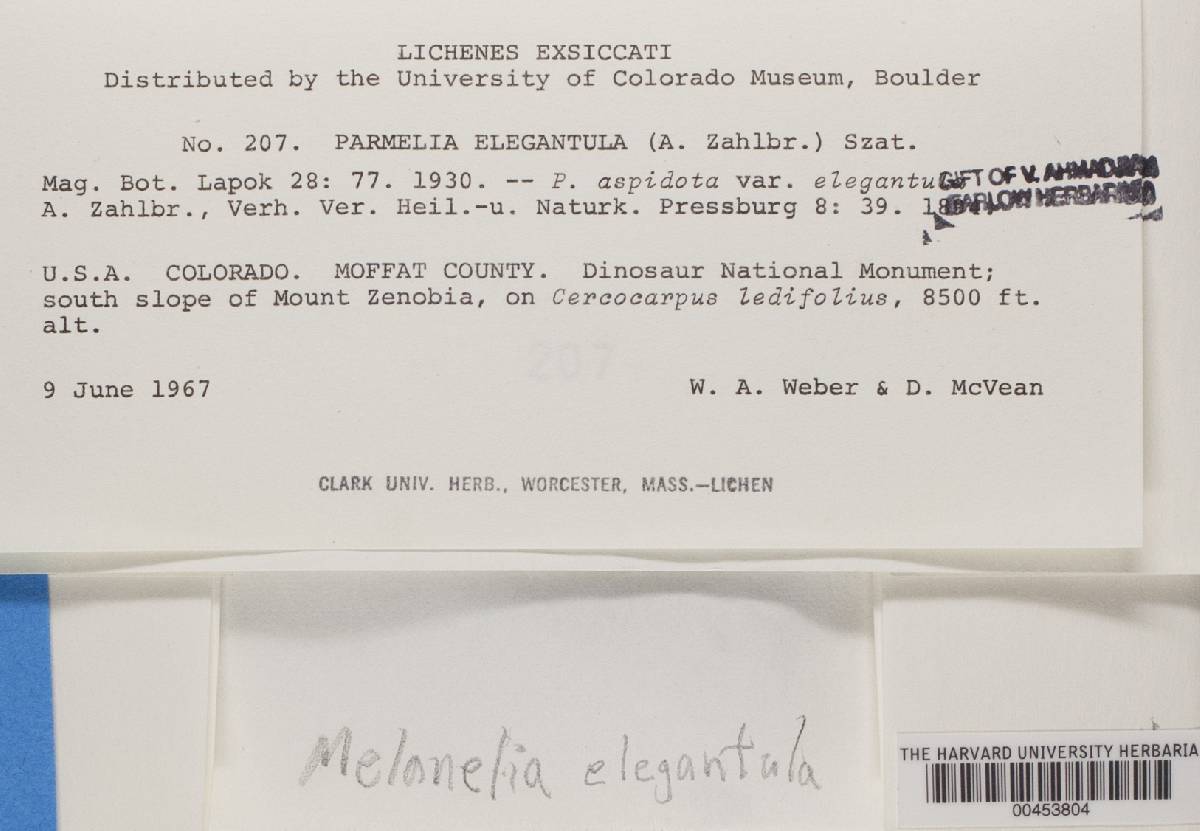 LICHENES EXSICCATI
Distributed by the University of Colorado Museum, Boulder
No. 207. PARMELIA ELEGANTULA (A. Zahlbr.) Szat.
Mag. Bot. Lapok 28: 77. 1930. -- P. aspidota var.
GIFT OF V. AHMADJIAN
A. Zahlbr., Verh. Ver. Heil.-u. Naturk. Pressburg 8: 39.
FARLOW HERBARIUM
U.S.A. COLORADO. MOFFAT COUNTY. Dinosaur National Monument;
south slope of Mount Zenobia, on Cercocarpus ledifolius, 8500 ft.
alt.
207
9 June 1967 W. A. Weber & D. McVean
CLARK UNIV. HERB., WORCESTER, MASS.—LICHEN
Melanelia elegantula
THE HARVARD UNIVERSITY HERBARIA
00453804